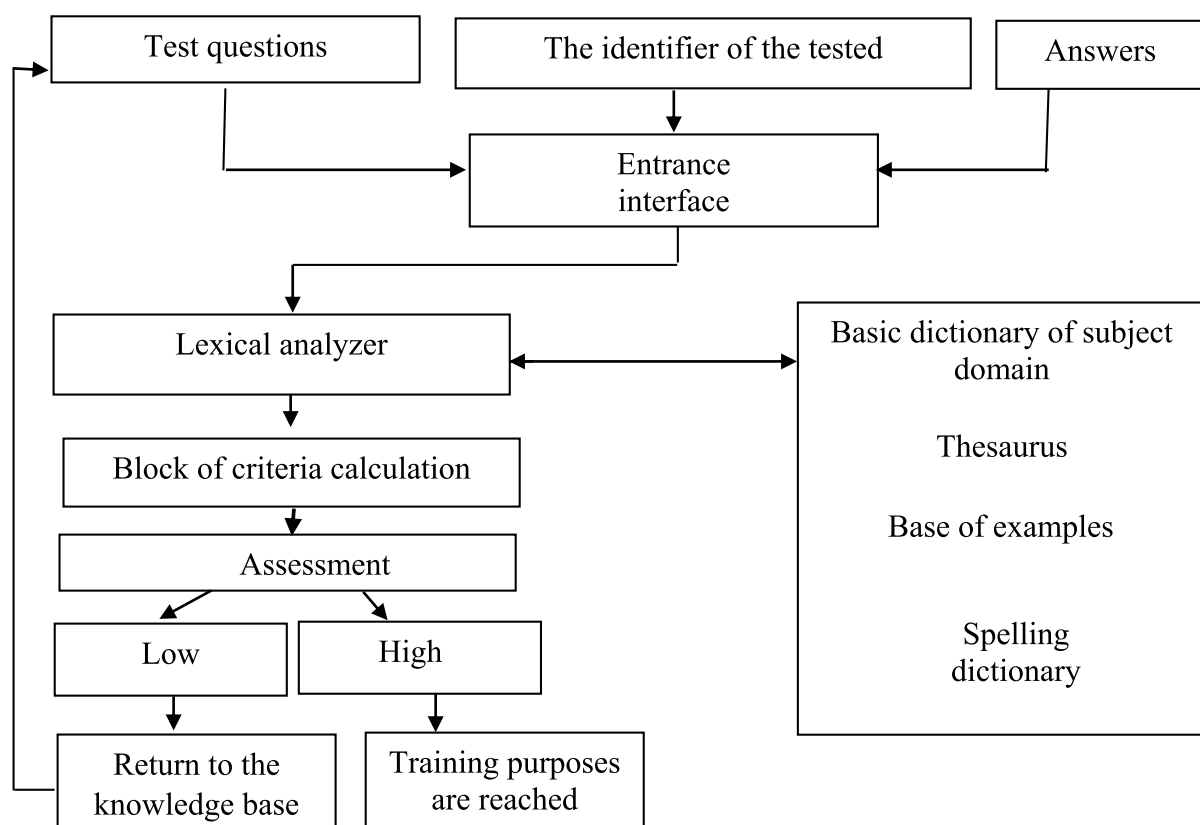 Test questions
The identifier of the tested
Answers
Entrance
interface
Lexical analyzer
Basic dictionary of subject
domain
Thesaurus
Base of examples
Spelling
dictionary
Block of criteria calculation
Assessment
Low
High
Return to the
knowledge base
Training purposes
are reached